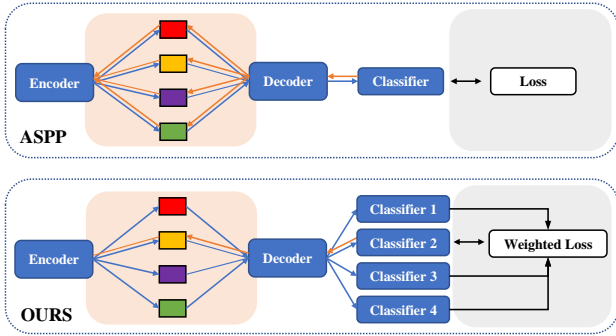 Encoder
Decoder
Classifier
Loss
ASPP
Classifier 1
Classifier 2
Classifier 3
Classifier 4
Encoder
Decoder
Weighted Loss
OURS